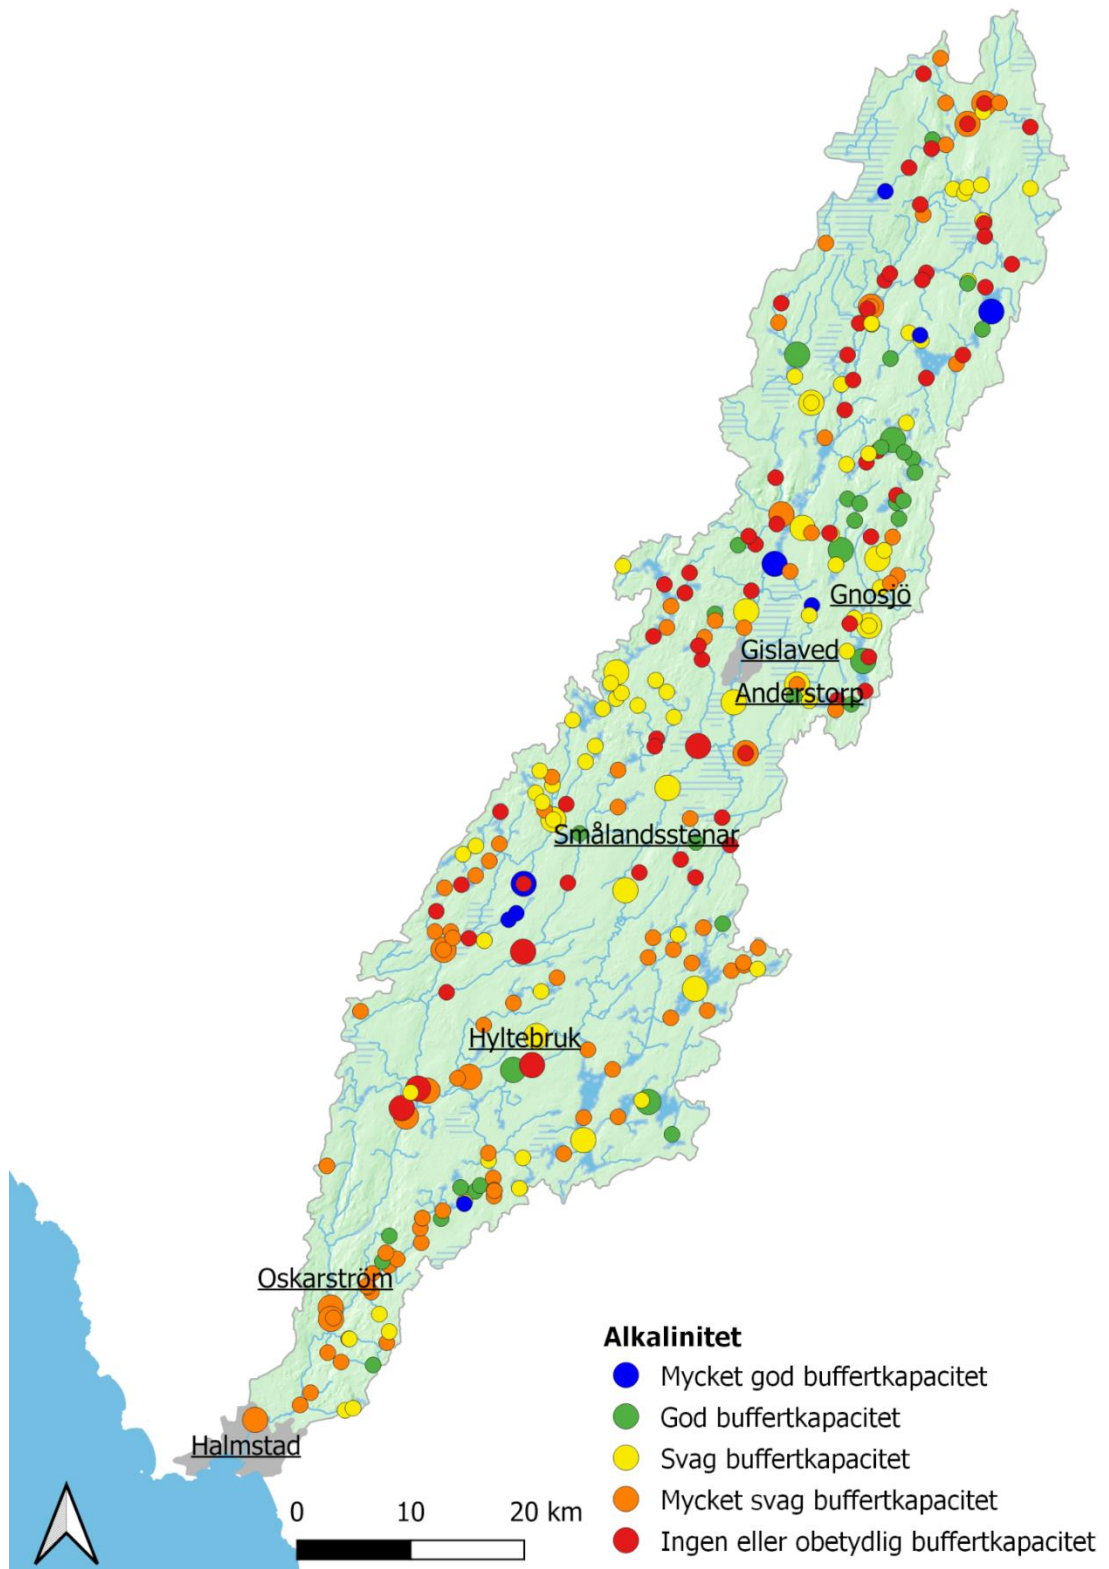 Gnosjö
Gislaved
Anderstorp
Smålandsstenar
Hyltebruk
Oskarström
Halmstad
0 10 20 km
Alkalinitet
Mycket god buffertkapacitet
God buffertkapacitet
Svag buffertkapacitet
Mycket svag buffertkapacitet
Ingen eller obetydlig buffertkapacitet